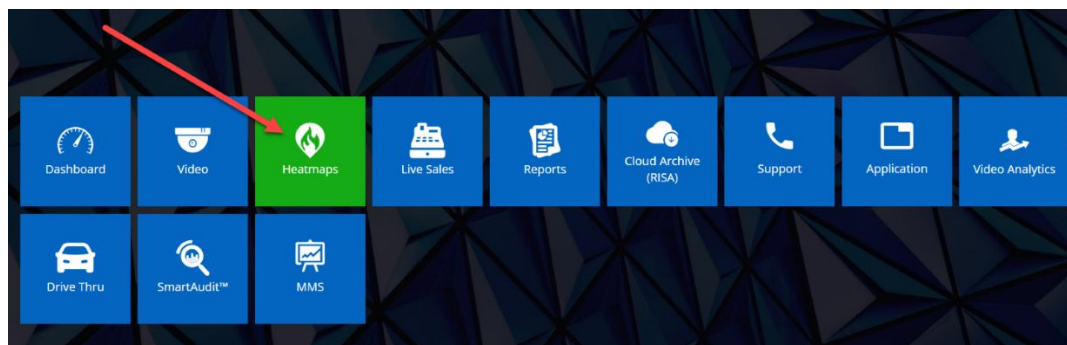 Dashboard
Video
Heatmaps
Live Sales
Reports
Cloud Archive
(RISA)
Support
Application
Video Analytics
Drive Thru
SmartAudit™
MMS